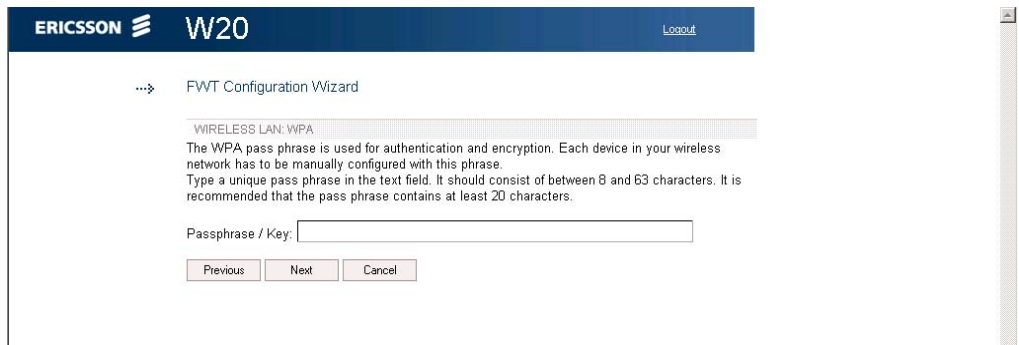 ERICSSON W20 Logout
FWT Configuration Wizard
WIRELESS LAN: WPA
The WPA pass phrase is used for authentication and encryption. Each device in your wireless
network has to be manually configured with this phrase.
Type a unique pass phrase in the text field. It should consist of between 8 and 63 characters. It is
recommended that the pass phrase contains at least 20 characters.
Passphrase / Key:
Previous Next Cancel